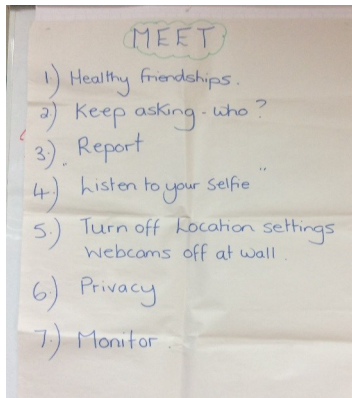 MEET
1) Healthy friendships.
2) Keep asking - who?
3). Report
4.) Listen to your Selfie
5.) Turn off Location settings
Webcams off at wall.
6.) Privacy
7.) Monitor.